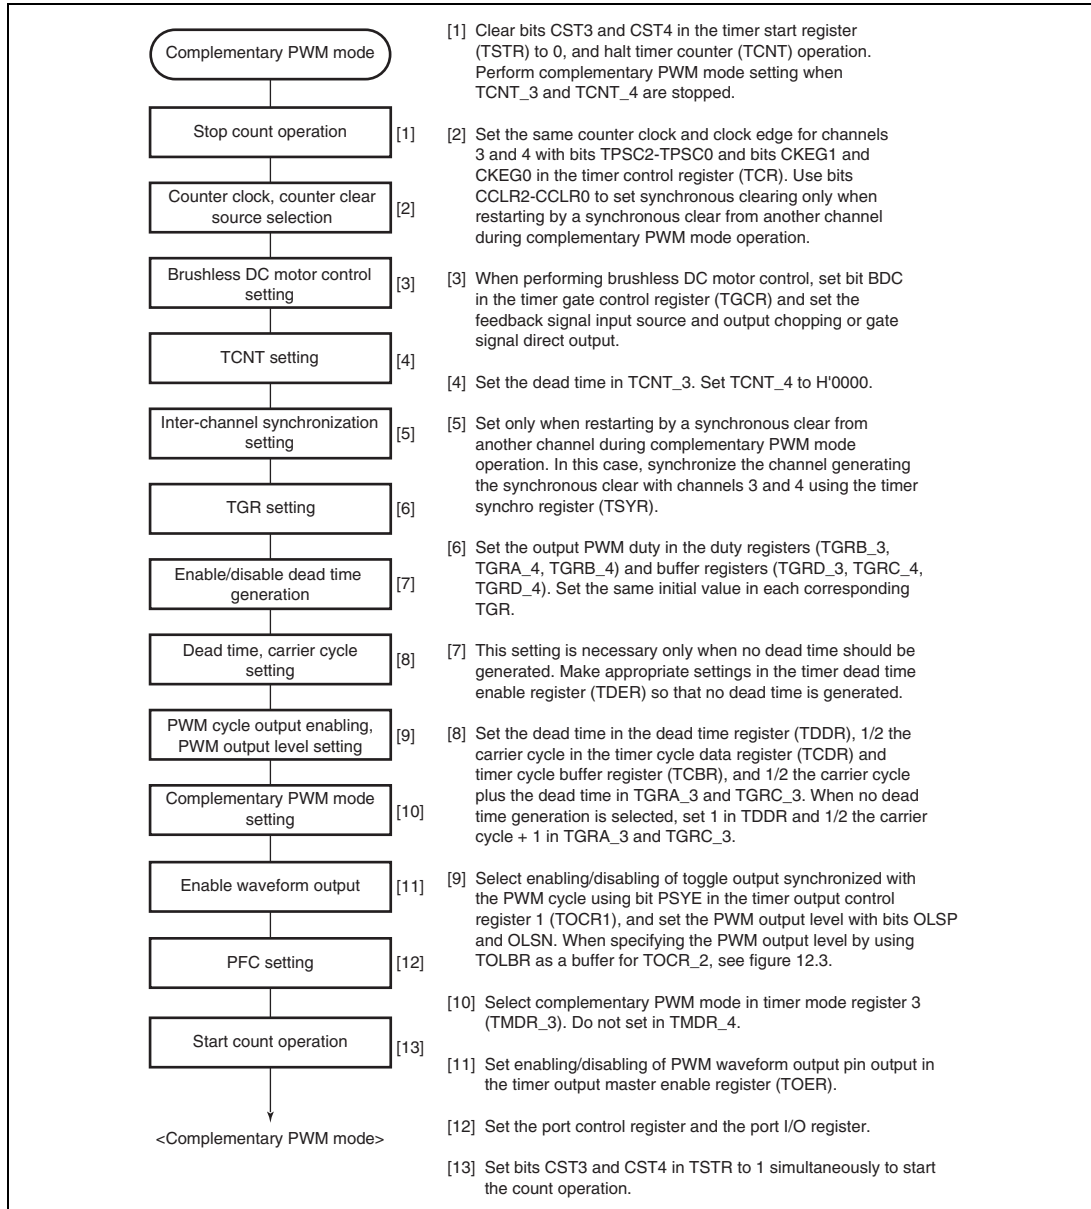 Complementary PWM mode
Stop count operation
[1]
Counter clock, counter clear
source selection
[2]
Brushless DC motor control
setting
[3]
TCNT setting
[4]
Inter-channel synchronization
setting
[5]
TGR setting
[6]
Enable/disable dead time
generation
[7]
Dead time, carrier cycle
setting
[8]
PWM cycle output enabling,
PWM output level setting
[9]
Complementary PWM mode
setting
[10]
Enable waveform output
[11]
PFC setting
[12]
Start count operation
[13]
<Complementary PWM mode>
[1] Clear bits CST3 and CST4 in the timer start register
(TSTR) to 0, and halt timer counter (TCNT) operation.
Perform complementary PWM mode setting when
TCNT_3 and TCNT_4 are stopped.
[2] Set the same counter clock and clock edge for channels
3 and 4 with bits TPSC2-TPSC0 and bits CKEG1 and
CKEG0 in the timer control register (TCR). Use bits
CCLR2-CCLR0 to set synchronous clearing only when
restarting by a synchronous clear from another channel
during complementary PWM mode operation.
[3] When performing brushless DC motor control, set bit BDC
in the timer gate control register (TGCR) and set the
feedback signal input source and output chopping or gate
signal direct output.
[4] Set the dead time in TCNT_3. Set TCNT_4 to H'0000.
[5] Set only when restarting by a synchronous clear from
another channel during complementary PWM mode
operation. In this case, synchronize the channel generating
the synchronous clear with channels 3 and 4 using the timer
synchro register (TSYR).
[6] Set the output PWM duty in the duty registers (TGRB_3,
TGRA_4, TGRB_4) and buffer registers (TGRD_3, TGRC_4,
TGRD_4). Set the same initial value in each corresponding
TGR.
[7] This setting is necessary only when no dead time should be
generated. Make appropriate settings in the timer dead time
enable register (TDER) so that no dead time is generated.
[8] Set the dead time in the dead time register (TDDR), 1/2 the
carrier cycle in the timer cycle data register (TCDR) and
timer cycle buffer register (TCBR), and 1/2 the carrier cycle
plus the dead time in TGRA_3 and TGRC_3. When no dead
time generation is selected, set 1 in TDDR and 1/2 the carrier
cycle + 1 in TGRA_3 and TGRC_3.
[9] Select enabling/disabling of toggle output synchronized with
the PWM cycle using bit PSYE in the timer output control
register 1 (TOCR1), and set the PWM output level with bits OLSP
and OLSN. When specifying the PWM output level by using
TOLBR as a buffer for TOCR_2, see figure 12.3.
[10] Select complementary PWM mode in timer mode register 3
(TMDR_3). Do not set in TMDR_4.
[11] Set enabling/disabling of PWM waveform output pin output in
the timer output master enable register (TOER).
[12] Set the port control register and the port I/O register.
[13] Set bits CST3 and CST4 in TSTR to 1 simultaneously to start
the count operation.